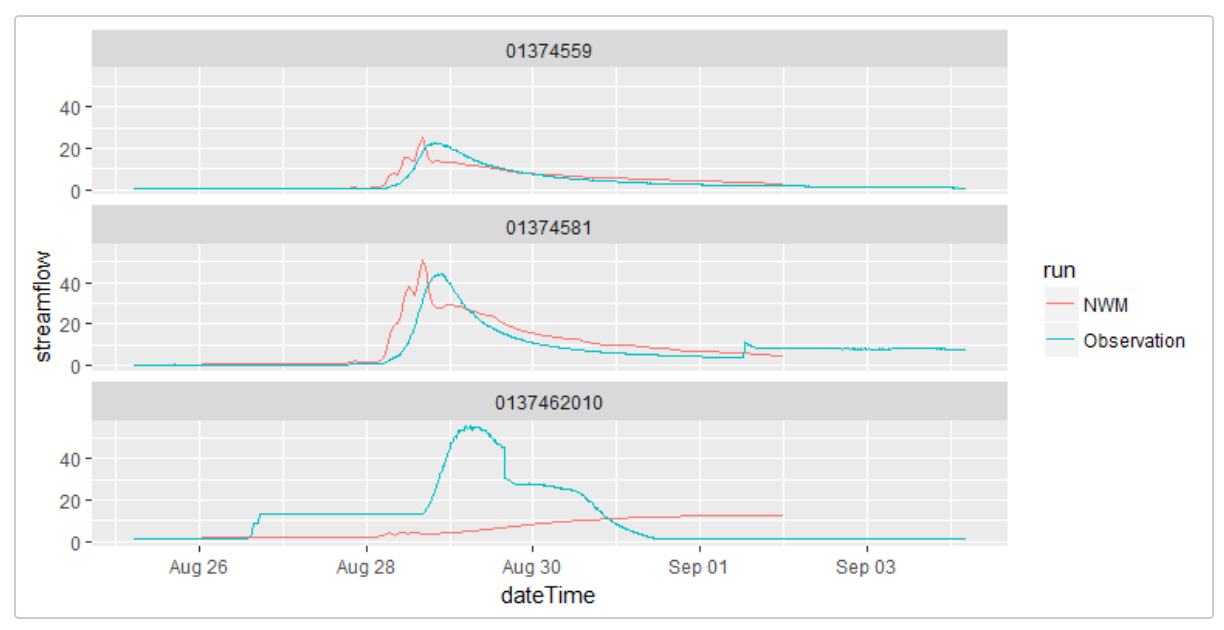 01374559
40
20
0
01374581
40
20
0
0137462010
40
20
0
streamflow
Aug 26
Aug 28
Aug 30
Sep 01
Sep 03
dateTime
run
NWM
Observation